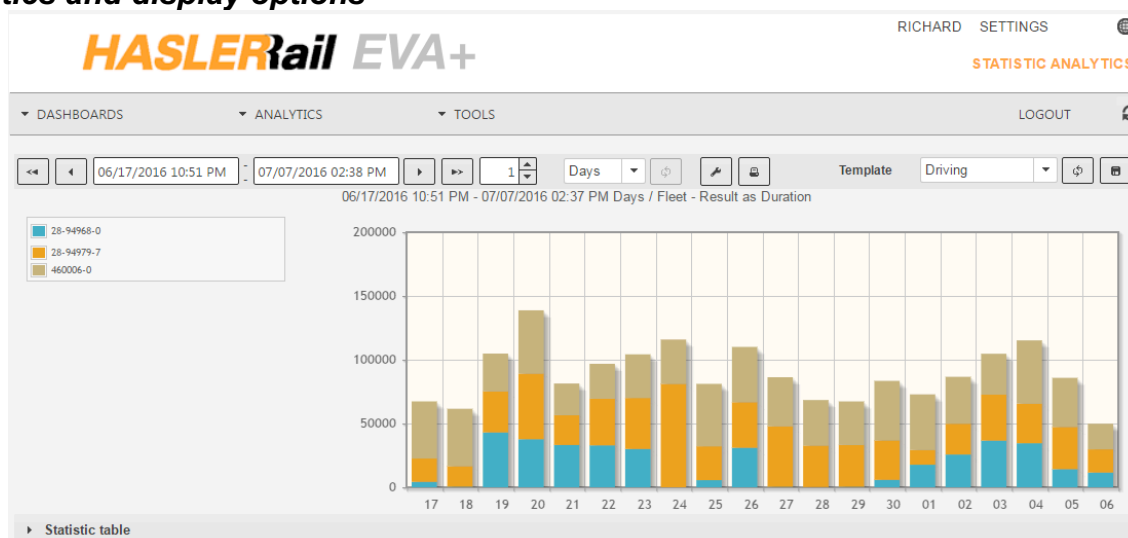 tics and display options
HASLERRail EVA+
RICHARD SETTINGS
STATISTIC ANALYTICS
DASHBOARDS ANALYTICS TOOLS LOGOUT
06/17/2016 10:51 PM - 07/07/2016 02:38 PM 1 Days Template Driving
06/17/2016 10:51 PM - 07/07/2016 02:37 PM Days / Fleet - Result as Duration
28-94968-0
28-94979-7
460006-0
200000
150000
100000
50000
0
17 18 19 20 21 22 23 24 25 26 27 28 29 30 01 02 03 04 05 06
Statistic table